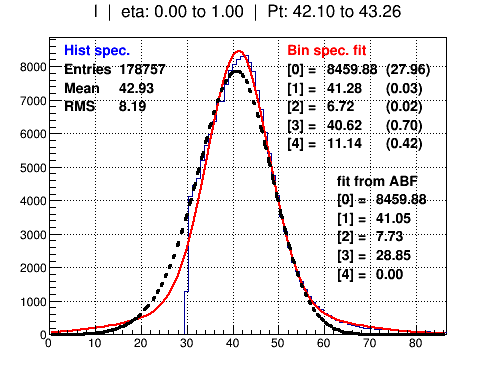 I | eta: 0.00 to 1.00 | Pt: 42.10 to 43.26
Hist spec.
Entries 178757
Mean 42.93
RMS 8.19
Bin spec. fit
[0] = 8459.88 (27.96)
[1] = 41.28 (0.03)
[2] = 6.72 (0.02)
[3] = 40.62 (0.70)
[4] = 11.14 (0.42)
fit from ABF
[0] = 8459.88
[1] = 41.05
[2] = 7.73
[3] = 28.85
[4] = 0.00
8000
7000
6000
5000
4000
3000
2000
1000
0
0 10 20 30 40 50 60 70 80